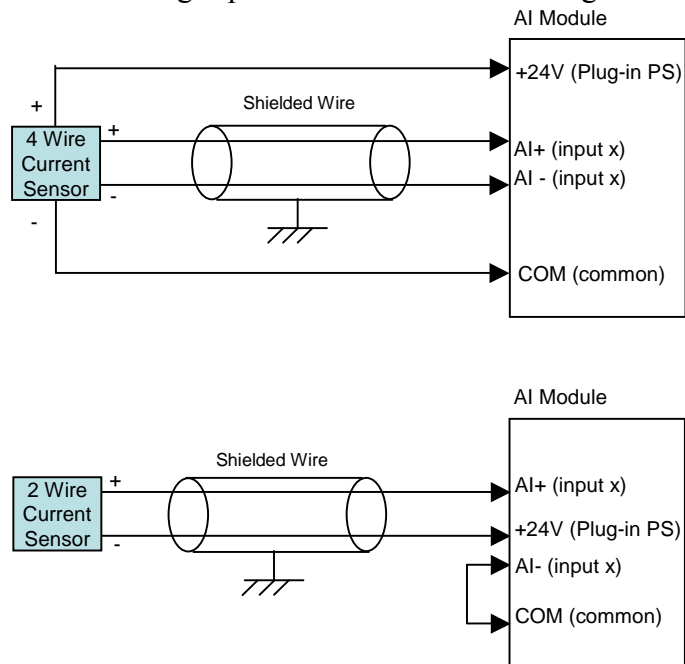 AI Module
+24V (Plug-in PS)
+
Shielded Wire
4 Wire
Current
Sensor
+
-
AI+ (input x)
AI - (input x)
-
COM (common)
AI Module
Shielded Wire
2 Wire
Current
Sensor
+
-
AI+ (input x)
+24V (Plug-in PS)
AI- (input x)
COM (common)